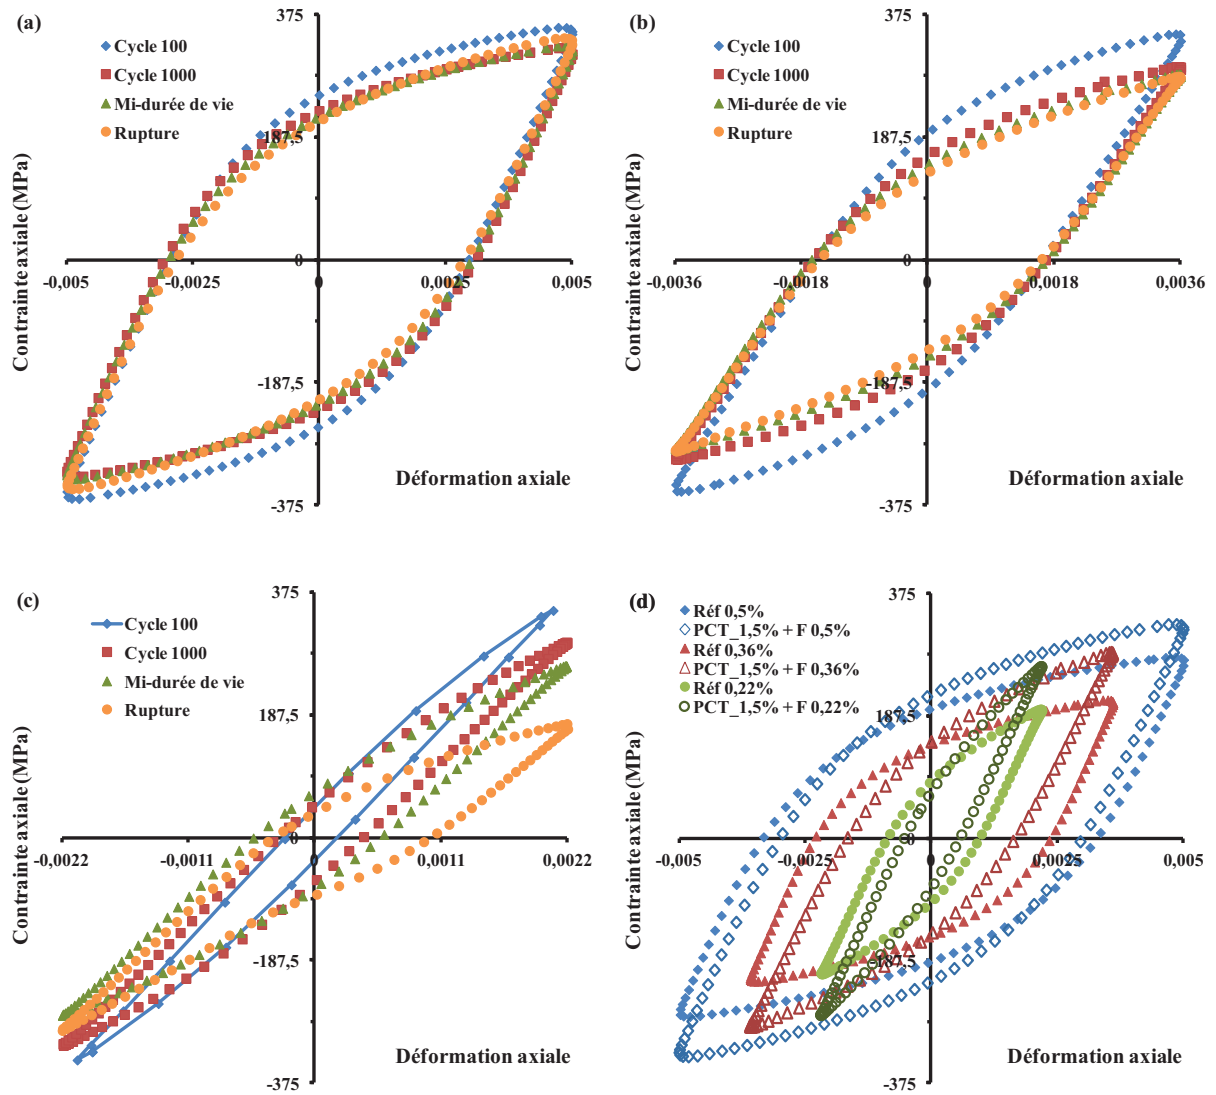 (a)
375
Cycle 100
Cycle 1000
Mi-durée de vie
Rupture
187,5
0
-0,005
-0,0025
0
0,0025
0,005
-187,5
-375
Contrainte axiale (MPa)
Déformation axiale
(b)
375
Cycle 100
Cycle 1000
Mi-durée de vie
Rupture
187,5
0
-0,0036
-0,0018
0
0,0018
0,0036
-187,5
-375
Contrainte axiale (MPa)
Déformation axiale
(c)
375
Cycle 100
Cycle 1000
Mi-durée de vie
Rupture
187,5
0
-0,0022
-0,0011
0
0,0011
0,0022
-187,5
-375
Contrainte axiale (MPa)
Déformation axiale
(d)
375
Réf 0,5%
PCT_1,5% + F 0,5%
Réf 0,36%
PCT_1,5% + F 0,36%
Réf 0,22%
PCT_1,5% + F 0,22%
187,5
0
-0,005
-0,0025
0
0,0025
0,005
-187,5
-375
Contrainte axiale (MPa)
Déformation axiale